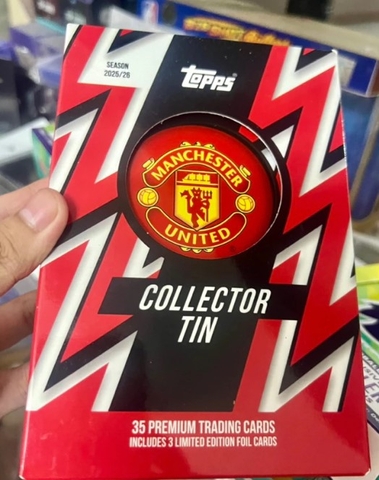 SEASON
2025/26
Topps
MANCHESTER
UNITED
COLLECTOR
TIN
35 PREMIUM TRADING CARDS
INCLUDES 3 LIMITED EDITION FOIL CARDS